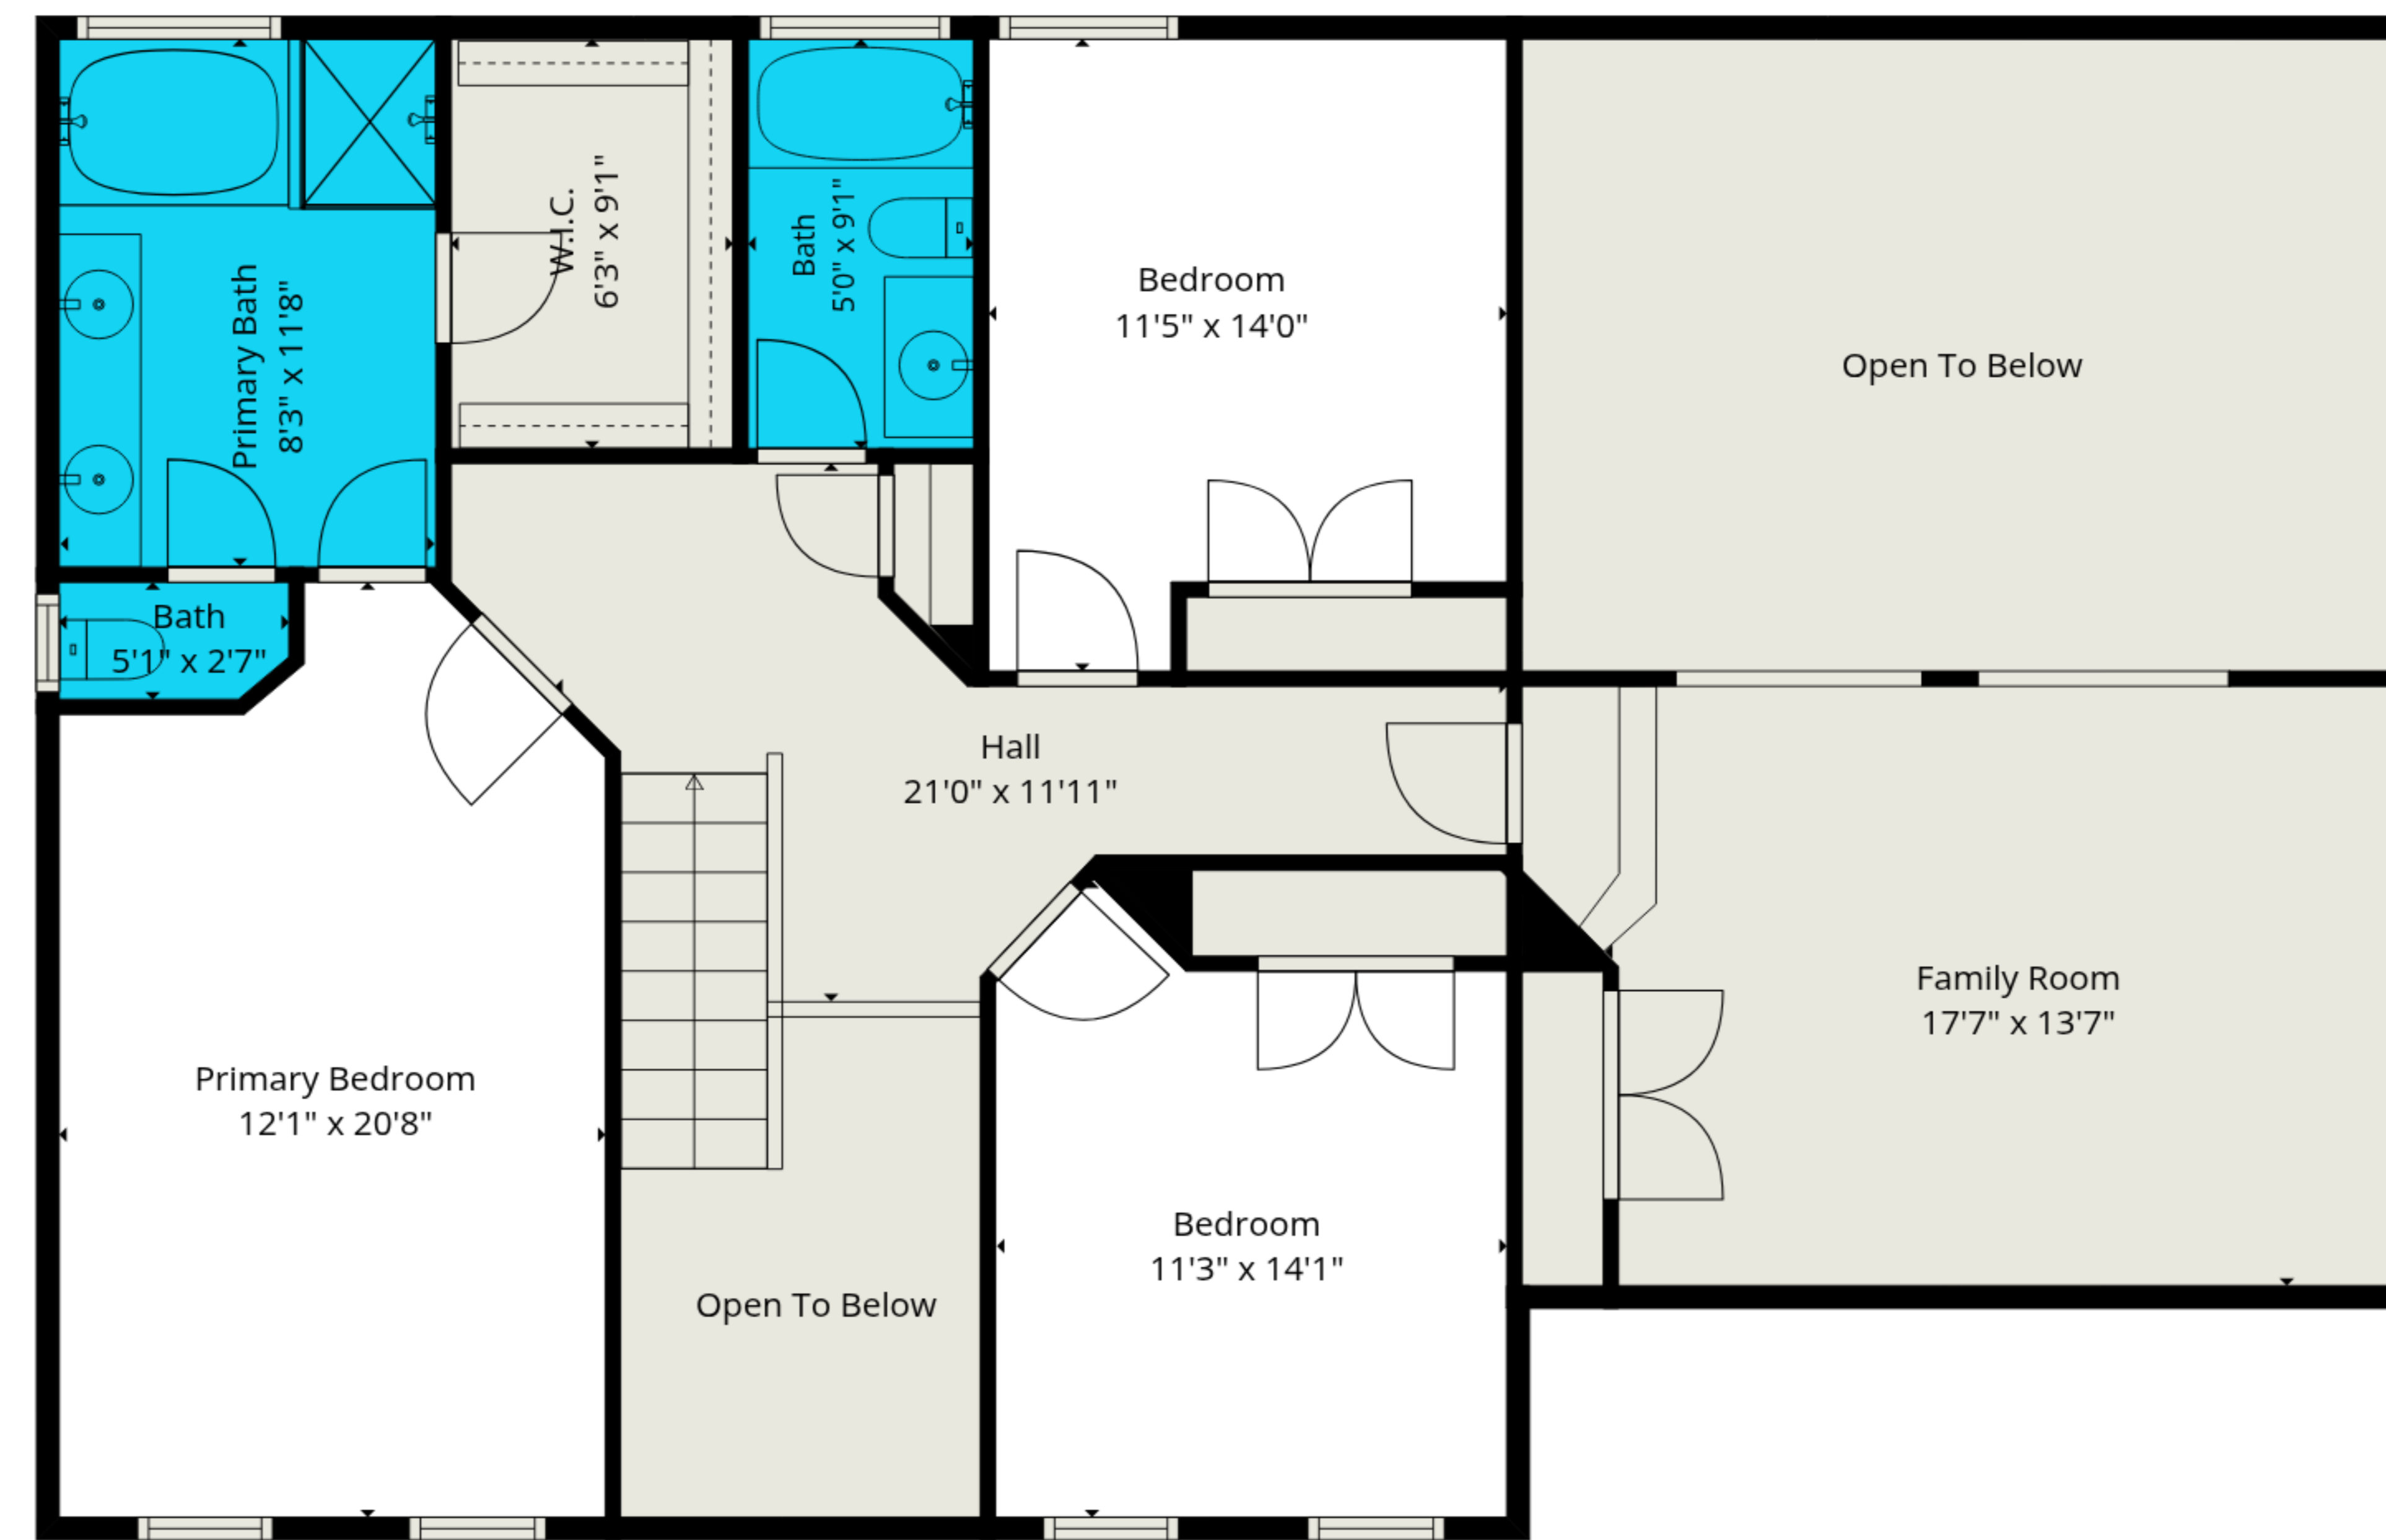 Primary Bath
8'3" x 11'8"
W.I.C.
6'3" x 9'1"
Bath
5'0" x 9'1"
Bedroom
11'5" x 14'0"
Open To Below
Bath
5'1" x 2'7"
Hall
21'0" x 11'11"
Family Room
17'7" x 13'7"
Primary Bedroom
12'1" x 20'8"
Bedroom
11'3" x 14'1"
Open To Below